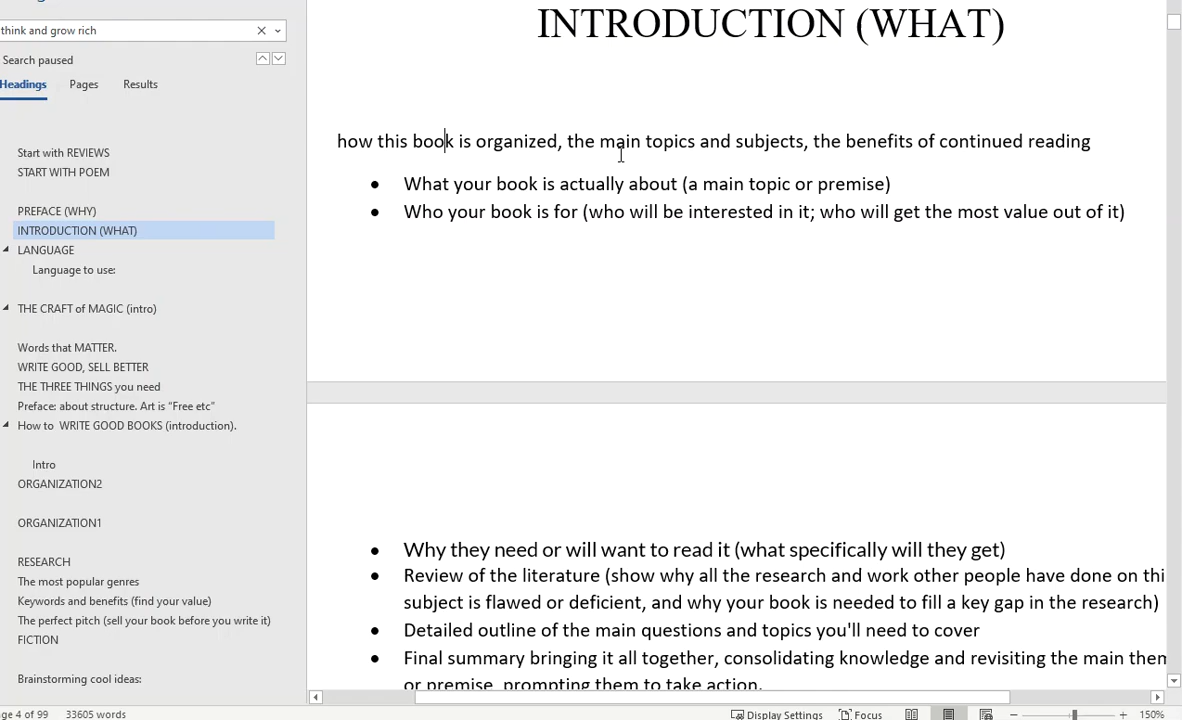 think and grow rich
Search paused
Headings Pages Results
Start with REVIEWS
START WITH POEM
PREFACE (WHY)
INTRODUCTION (WHAT)
LANGUAGE
Language to use:
THE CRAFT of MAGIC (intro)
Words that MATTER.
WRITE GOOD, SELL BETTER
THE THREE THINGS you need
Preface: about structure. Art is "Free etc"
How to  WRITE GOOD BOOKS (introduction).
Intro
ORGANIZATION2
ORGANIZATION1
RESEARCH
The most popular genres
Keywords and benefits (find your value)
The perfect pitch (sell your book before you write it)
FICTION
Brainstorming cool ideas:
INTRODUCTION (WHAT)
how this book is organized, the main topics and subjects, the benefits of continued reading
• What your book is actually about (a main topic or premise)
• Who your book is for (who will be interested in it; who will get the most value out of it)
• Why they need or will want to read it (what specifically will they get)
• Review of the literature (show why all the research and work other people have done on thi
subject is flawed or deficient, and why your book is needed to fill a key gap in the research)
• Detailed outline of the main questions and topics you'll need to cover
• Final summary bringing it all together, consolidating knowledge and revisiting the main them
or premise, prompting them to take action.
ge 4 of 99 33605 words Display Settings Focus 150%